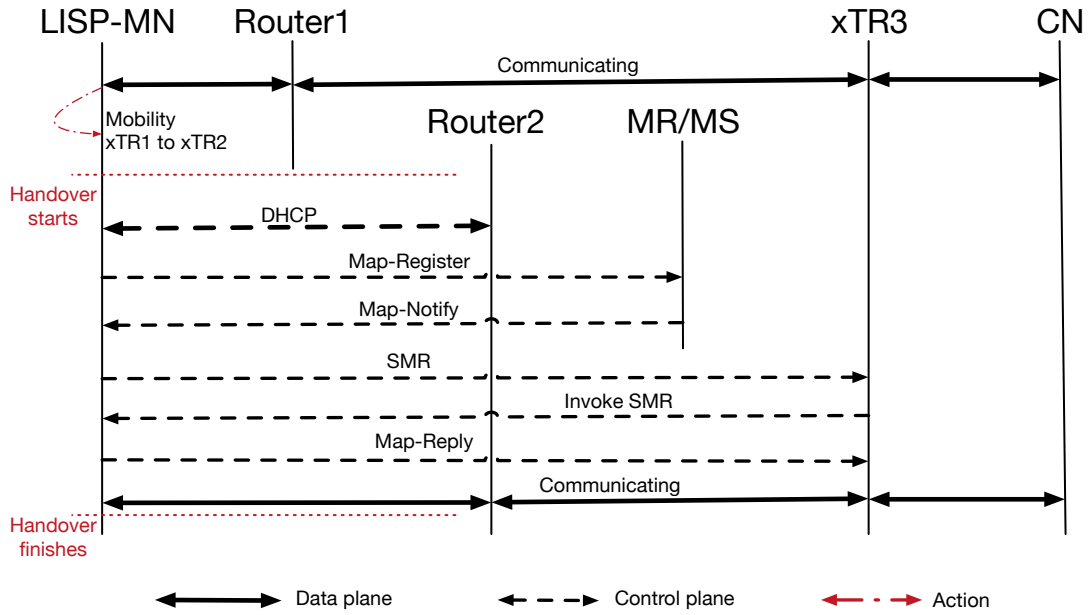 LISP-MN Router1 xTR3 CN
Communicating
Mobility
xTR1 to xTR2
Router2 MR/MS
Handover
starts
DHCP
Map-Register
Map-Notify
SMR
Invoke SMR
Map-Reply
Communicating
Handover
finishes
Data plane Control plane Action